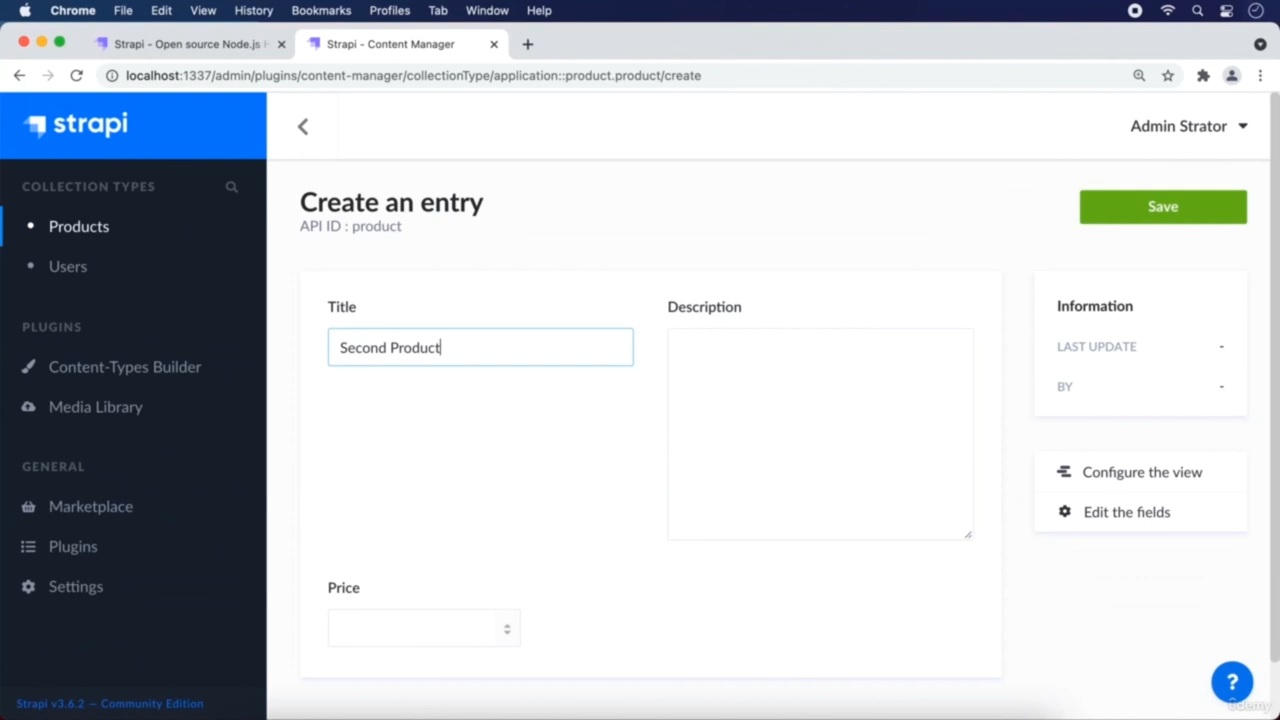 Chrome File Edit View History Bookmarks Profiles Tab Window Help
Strapi - Open source Node.js
Strapi - Content Manager
localhost:1337/admin/plugins/content-manager/collectionType/application::product.product/create
strapi
Admin Strator
COLLECTION TYPES
Products
Users
PLUGINS
Content-Types Builder
Media Library
GENERAL
Marketplace
Plugins
Settings
Strapi v3.6.2 — Community Edition
Create an entry
API ID : product
Save
Title
Second Product
Description
Price
Information
LAST UPDATE -
BY -
Configure the view
Edit the fields
?
ûdemy